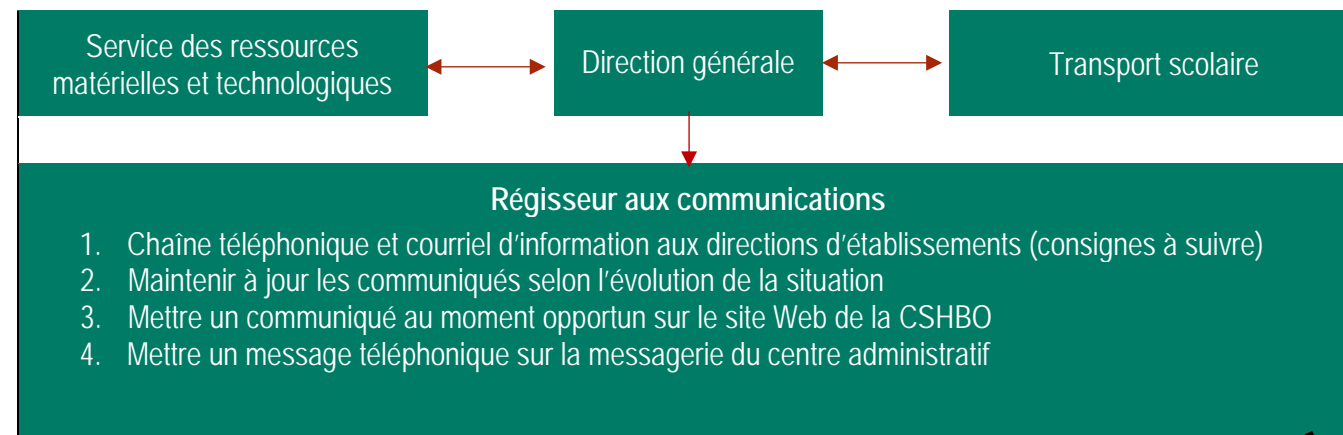 Service des ressources
matérielles et technologiques
Direction générale
Transport scolaire
Régisseur aux communications
1. Chaîne téléphonique et courriel d'information aux directions d'établissements (consignes à suivre)
2. Maintenir à jour les communiqués selon l'évolution de la situation
3. Mettre un communiqué au moment opportun sur le site Web de la CSHBO
4. Mettre un message téléphonique sur la messagerie du centre administratif